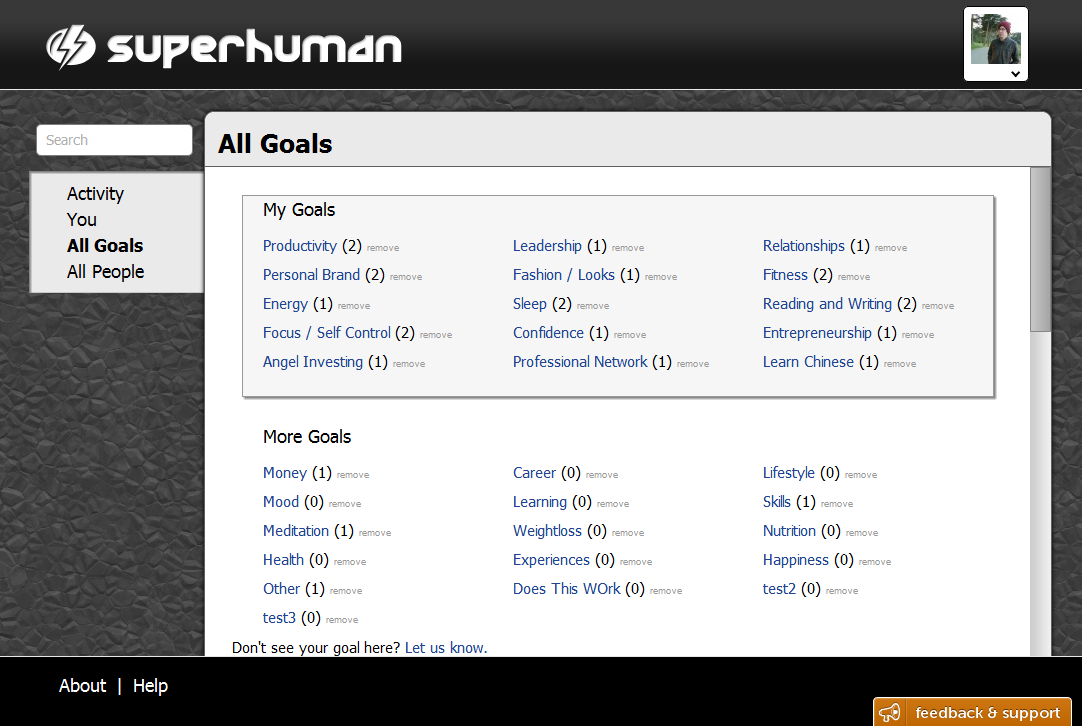 superhuman
Search
Activity
You
All Goals
All People
All Goals
My Goals
Productivity (2) remove Leadership (1) remove Relationships (1) remove
Personal Brand (2) remove Fashion / Looks (1) remove Fitness (2) remove
Energy (1) remove Sleep (2) remove Reading and Writing (2) remove
Focus / Self Control (2) remove Confidence (1) remove Entrepreneurship (1) remove
Angel Investing (1) remove Professional Network (1) remove Learn Chinese (1) remove
More Goals
Money (1) remove Career (0) remove Lifestyle (0) remove
Mood (0) remove Learning (0) remove Skills (1) remove
Meditation (1) remove Weightloss (0) remove Nutrition (0) remove
Health (0) remove Experiences (0) remove Happiness (0) remove
Other (1) remove Does This WOrk (0) remove test2 (0) remove
test3 (0) remove
Don't see your goal here? Let us know.
About | Help
feedback & support